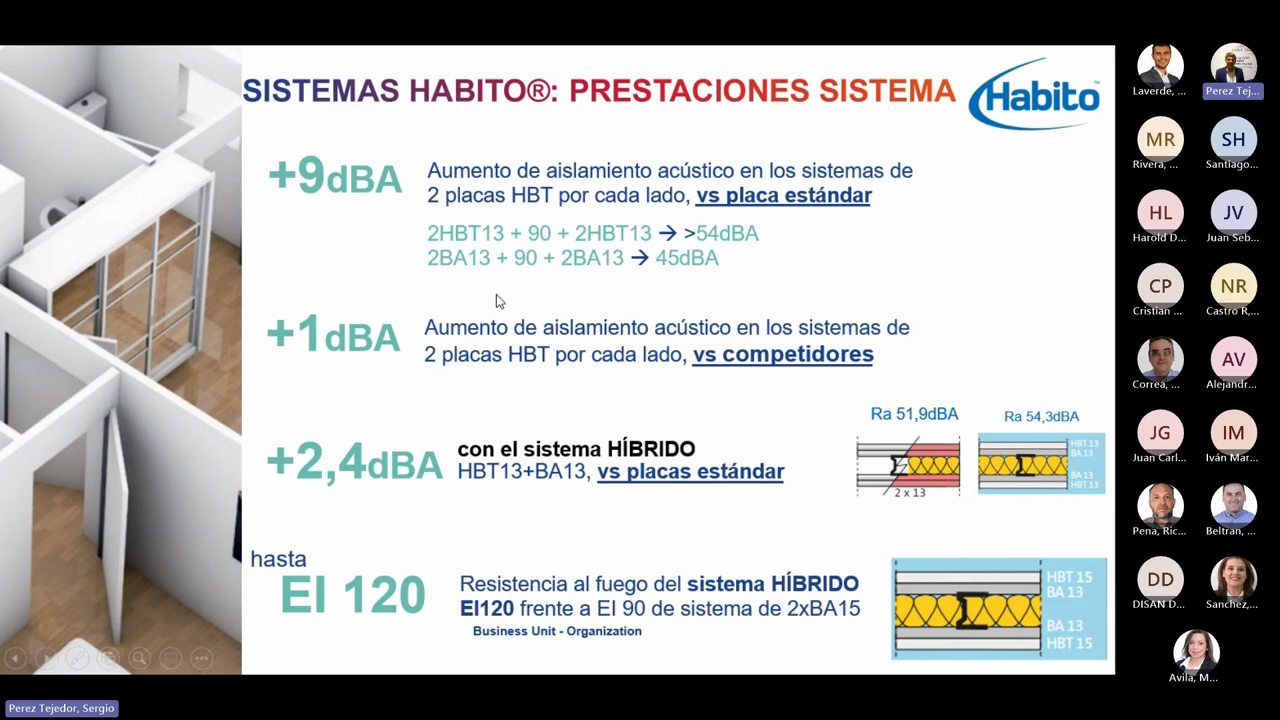 SISTEMAS HABITO®: PRESTACIONES SISTEMA
Habito™
+9dBA
Aumento de aislamiento acústico en los sistemas de
2 placas HBT por cada lado, vs placa estándar
2HBT13 + 90 + 2HBT13 → >54dBA
2BA13 + 90 + 2BA13 → 45dBA
+1dBA
Aumento de aislamiento acústico en los sistemas de
2 placas HBT por cada lado, vs competidores
+2,4dBA
con el sistema HÍBRIDO
HBT13+BA13, vs placas estándar
Ra 51,9dBA
2 x 13
Ra 54,3dBA
HBT 13
BA 13
BA 13
HBT 13
hasta
EI 120
Resistencia al fuego del sistema HÍBRIDO
EI120 frente a EI 90 de sistema de 2xBA15
Business Unit - Organization
HBT 15
BA 13
BA 13
HBT 15
Laverde, ...
Perez Tej...
MR
Rivera, ...
SH
Santiago...
HL
Harold D...
JV
Juan Seb...
CP
Cristian ...
NR
Castro R,...
Correa, ...
AV
Alejandr...
JG
Juan Carl...
IM
Iván Mar...
Pena, Ric...
Beltran, ...
DD
DISAN D...
Sanchez,...
Avila, M...
Perez Tejedor, Sergio